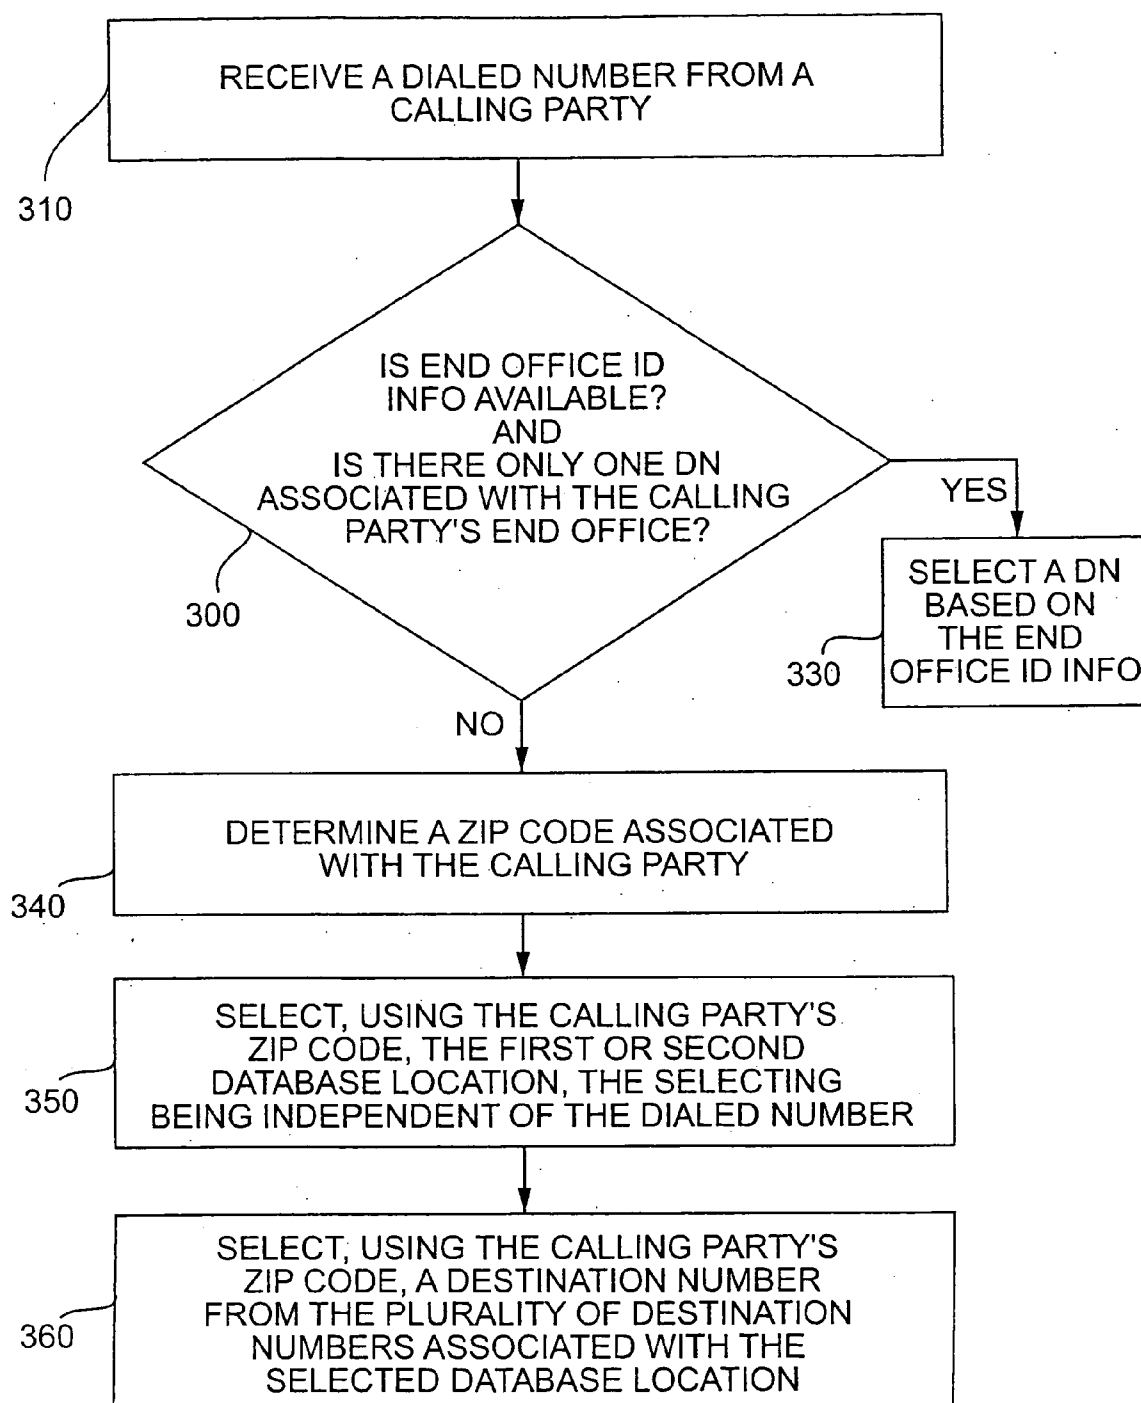 RECEIVE A DIALED NUMBER FROM A
CALLING PARTY
310
IS END OFFICE ID
INFO AVAILABLE?
AND
IS THERE ONLY ONE DN
ASSOCIATED WITH THE CALLING
PARTY'S END OFFICE?
300
YES
SELECT A DN
BASED ON
THE END
OFFICE ID INFO
330
NO
DETERMINE A ZIP CODE ASSOCIATED
WITH THE CALLING PARTY
340
SELECT, USING THE CALLING PARTY'S
ZIP CODE, THE FIRST OR SECOND
DATABASE LOCATION, THE SELECTING
BEING INDEPENDENT OF THE DIALED NUMBER
350
SELECT, USING THE CALLING PARTY'S
ZIP CODE, A DESTINATION NUMBER
FROM THE PLURALITY OF DESTINATION
NUMBERS ASSOCIATED WITH THE
SELECTED DATABASE LOCATION
360